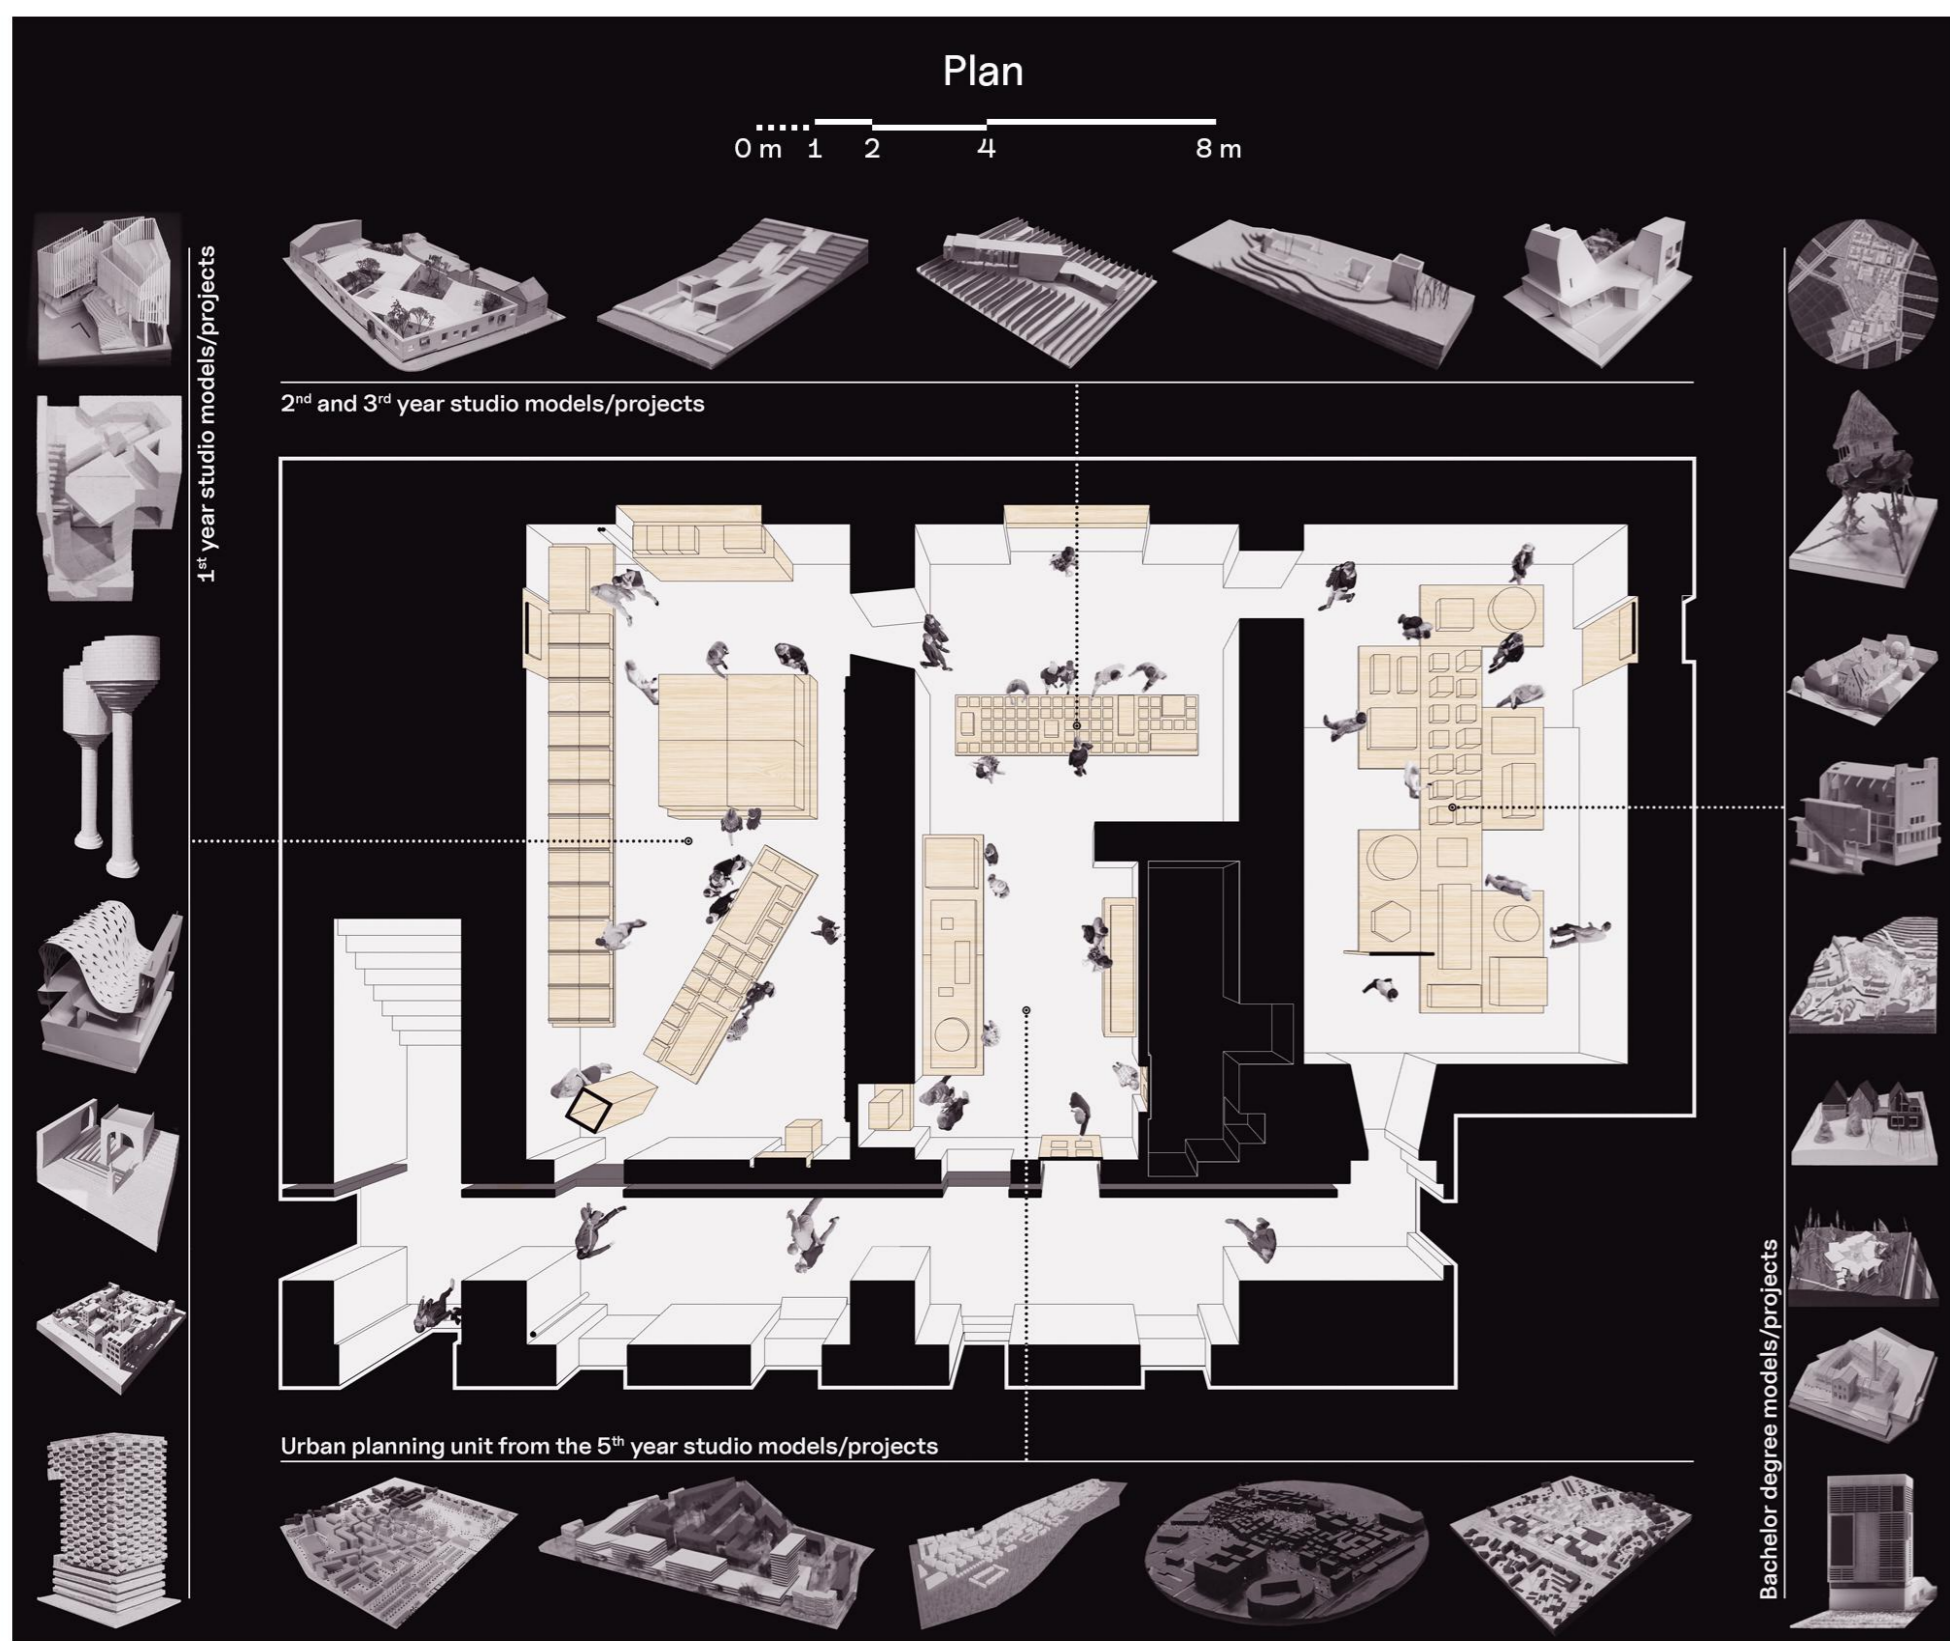 Plan
0 m 1 2 4 8 m
1st year studio models/projects
2nd and 3rd year studio models/projects
Urban planning unit from the 5th year studio models/projects
Bachelor degree models/projects